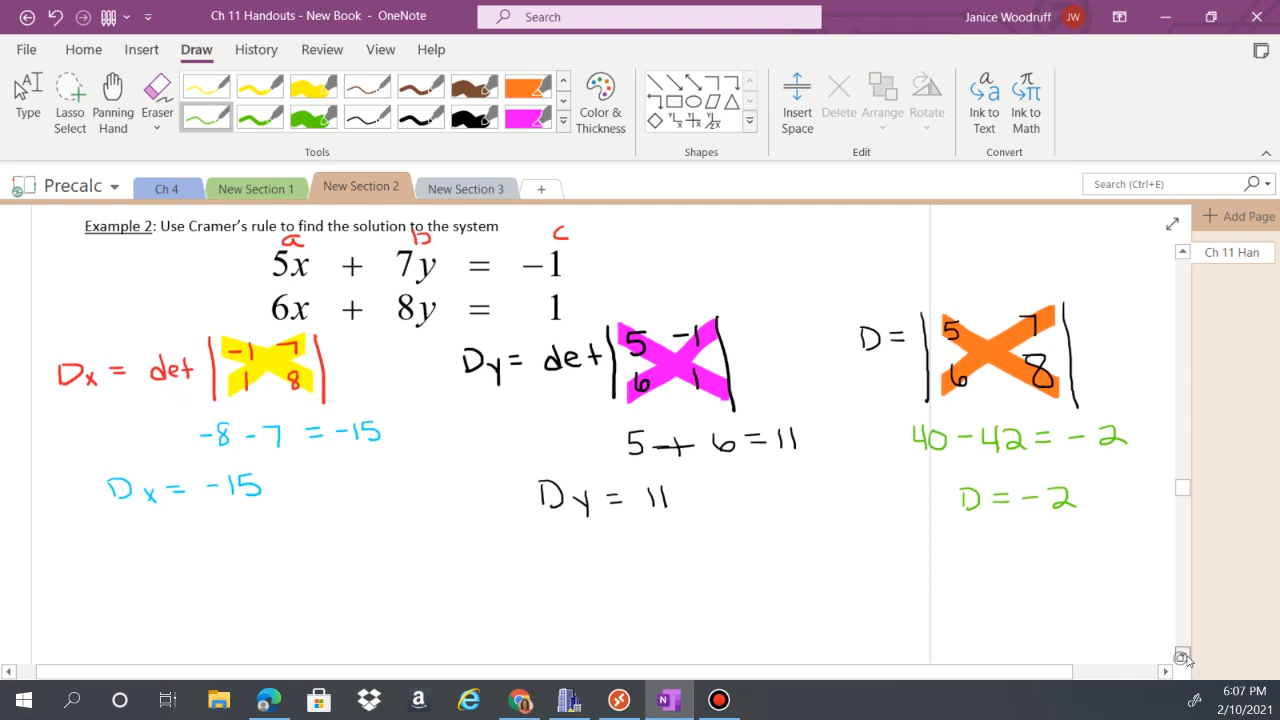 Ch 11 Handouts - New Book - OneNote
Search
Janice Woodruff JW
File Home Insert Draw History Review View Help
Type
Lasso Select
Panning Hand
Eraser
Color & Thickness
Insert Space
Delete
Arrange
Rotate
Ink to Text
Ink to Math
Tools
Shapes
Edit
Convert
Precalc
Ch 4
New Section 1
New Section 2
New Section 3
+
Search (Ctrl+E)
+ Add Page
Ch 11 Han
Example 2: Use Cramer's rule to find the solution to the system
a b c
5x + 7y = −1
6x + 8y = 1
Dx = det | -1 7 |
| 1 8 |
-8 - 7 = -15
Dx = -15
Dy = det | 5 -1 |
| 6 1 |
5 + 6 = 11
Dy = 11
D = | 5 7 |
| 6 8 |
40 - 42 = -2
D = -2
6:07 PM
2/10/2021